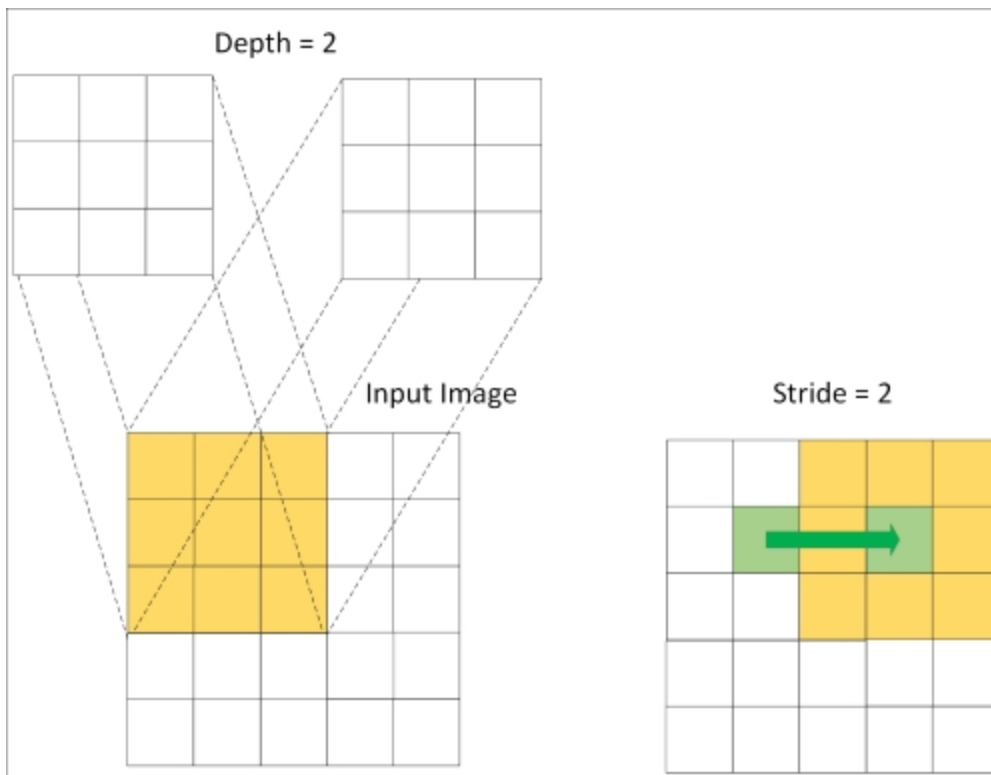 Depth = 2
Input Image
Stride = 2